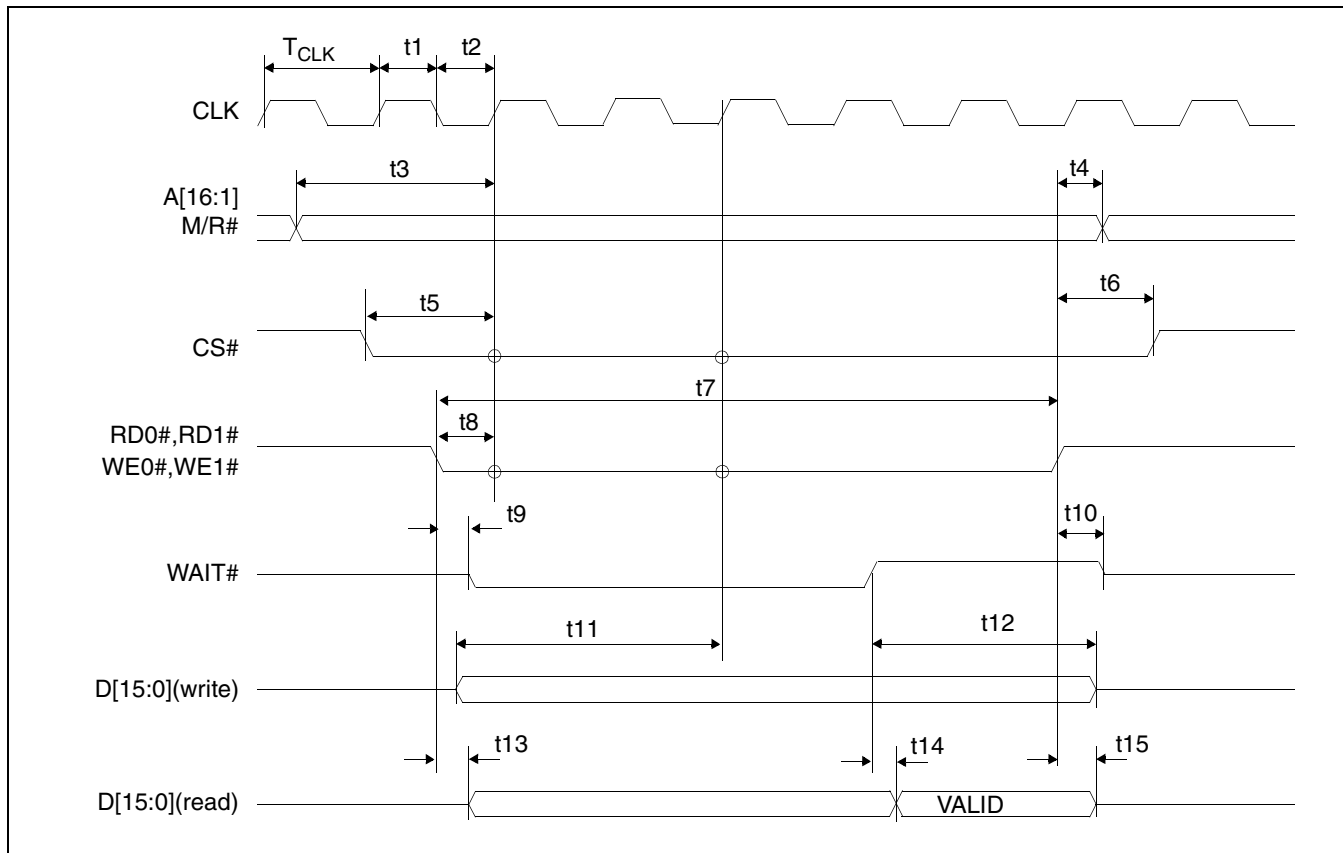 TCLK t1 t2
CLK
t3 t4
A[16:1]
M/R#
t5 t6
CS#
t7
t8
RD0#,RD1#
WE0#,WE1#
t9 t10
WAIT#
t11 t12
D[15:0](write)
t13 t14 t15
D[15:0](read) VALID